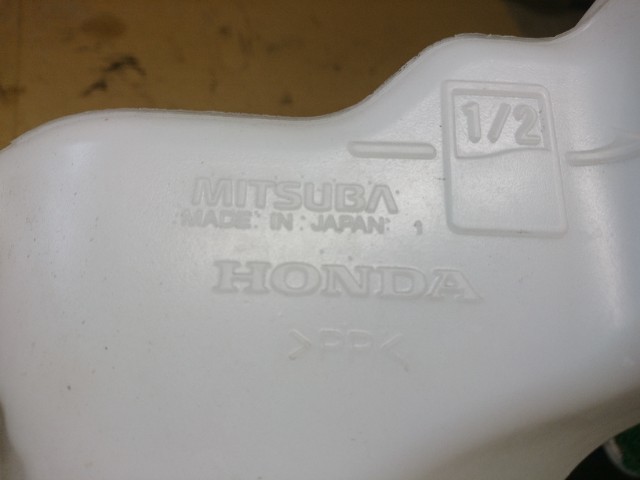 1/2
MITSUBA
MADE IN JAPAN 1
HONDA
>PP<